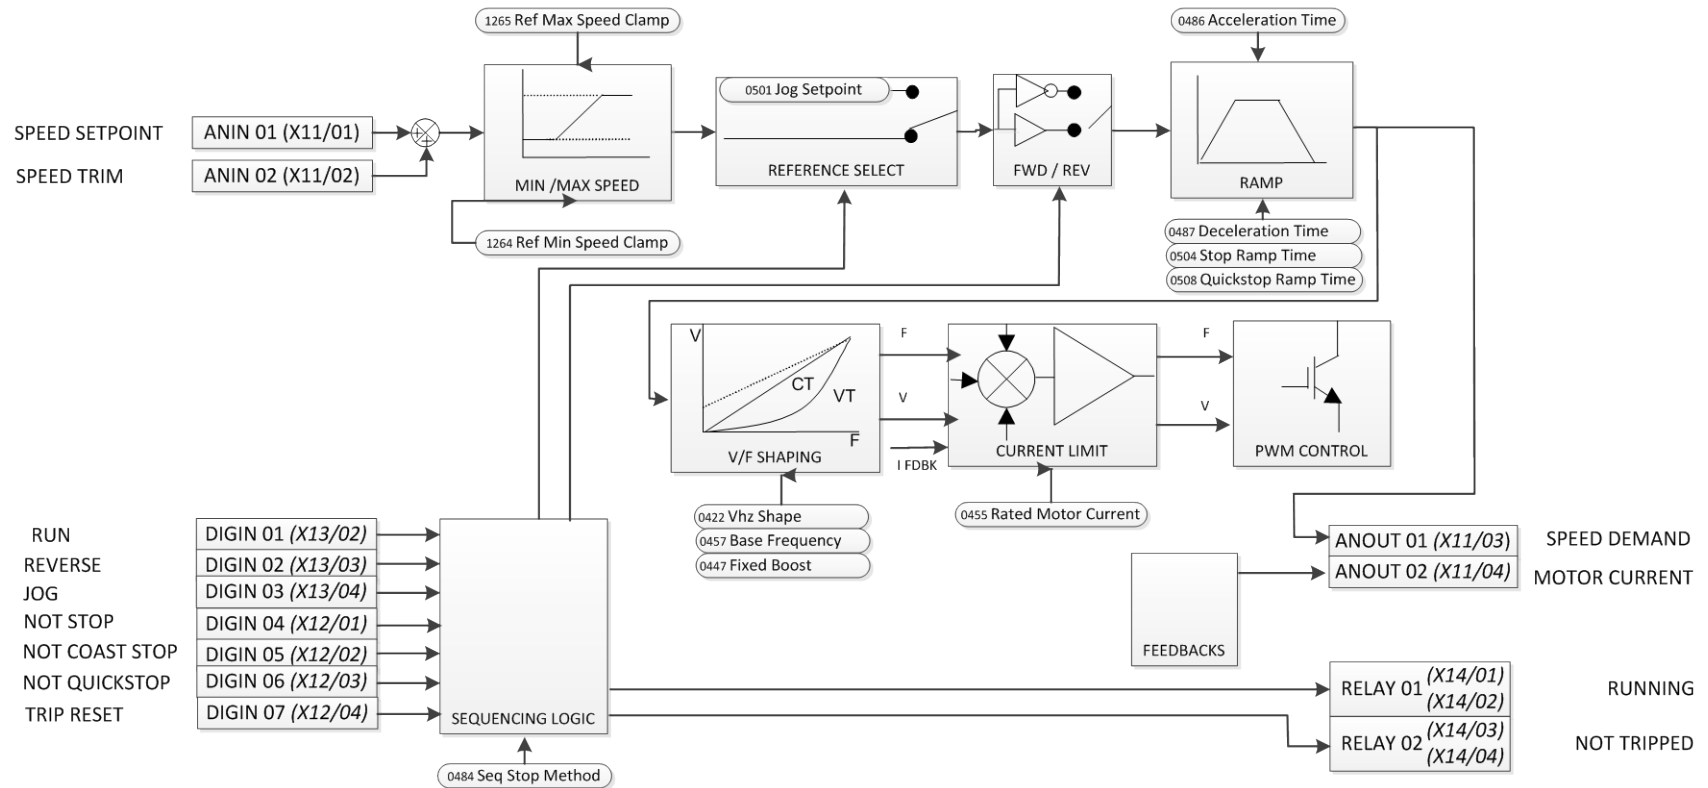 1265 Ref Max Speed Clamp
0486 Acceleration Time
0501 Jog Setpoint
SPEED SETPOINT
ANIN 01 (X11/01)
+
+
SPEED TRIM
ANIN 02 (X11/02)
MIN /MAX SPEED
REFERENCE SELECT
FWD / REV
RAMP
1264 Ref Min Speed Clamp
0487 Deceleration Time
0504 Stop Ramp Time
0508 Quickstop Ramp Time
V
CT
VT
F
V/F SHAPING
F
V
I FDBK
CURRENT LIMIT
F
V
PWM CONTROL
0422 Vhz Shape
0457 Base Frequency
0447 Fixed Boost
0455 Rated Motor Current
RUN
DIGIN 01 (X13/02)
REVERSE
DIGIN 02 (X13/03)
JOG
DIGIN 03 (X13/04)
NOT STOP
DIGIN 04 (X12/01)
NOT COAST STOP
DIGIN 05 (X12/02)
NOT QUICKSTOP
DIGIN 06 (X12/03)
TRIP RESET
DIGIN 07 (X12/04)
SEQUENCING LOGIC
0484 Seq Stop Method
FEEDBACKS
ANOUT 01 (X11/03)
SPEED DEMAND
ANOUT 02 (X11/04)
MOTOR CURRENT
RELAY 01 (X14/01)
(X14/02)
RUNNING
RELAY 02 (X14/03)
(X14/04)
NOT TRIPPED